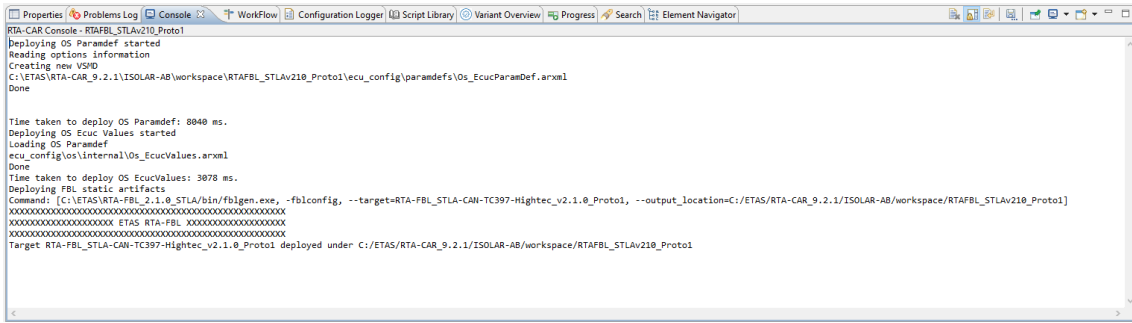 Properties Problems Log Console WorkFlow Configuration Logger Script Library Variant Overview Progress Search Element Navigator
RTA-CAR Console - RTAFBL_STLAv210_Proto1
Deploying OS Paramdef started
Reading options information
Creating new VSMD
C:\ETAS\RTA-CAR_9.2.1\ISOLAR-AB\workspace\RTAFBL_STLAv210_Proto1\ecu_config\paramdefs\Os_EcucParamDef.arxml
Done
Time taken to deploy OS Paramdef: 8040 ms.
Deploying OS Ecuc Values started
Loading OS Paramdef
ecu_config\os\internal\Os_EcucValues.arxml
Done
Time taken to deploy OS EcucValues: 3078 ms.
Deploying FBL static artifacts
Command: [C:\ETAS\RTA-FBL_2.1.0_STLA/bin/fblgen.exe, -fblconfig, --target=RTA-FBL_STLA-CAN-TC397-Hightec_v2.1.0_Proto1, --output_location=C:/ETAS/RTA-CAR_9.2.1/ISOLAR-AB/workspace/RTAFBL_STLAv210_Proto1]
XXXXXXXXXXXXXXXXXXXXXXXXXXXXXXXXXXXXXXXXXXXXXXXXXXXXX
XXXXXXXXXXXXXXXXXXXX ETAS RTA-FBL XXXXXXXXXXXXXXXXXXX
XXXXXXXXXXXXXXXXXXXXXXXXXXXXXXXXXXXXXXXXXXXXXXXXXXXXX
Target RTA-FBL_STLA-CAN-TC397-Hightec_v2.1.0_Proto1 deployed under C:/ETAS/RTA-CAR_9.2.1/ISOLAR-AB/workspace/RTAFBL_STLAv210_Proto1